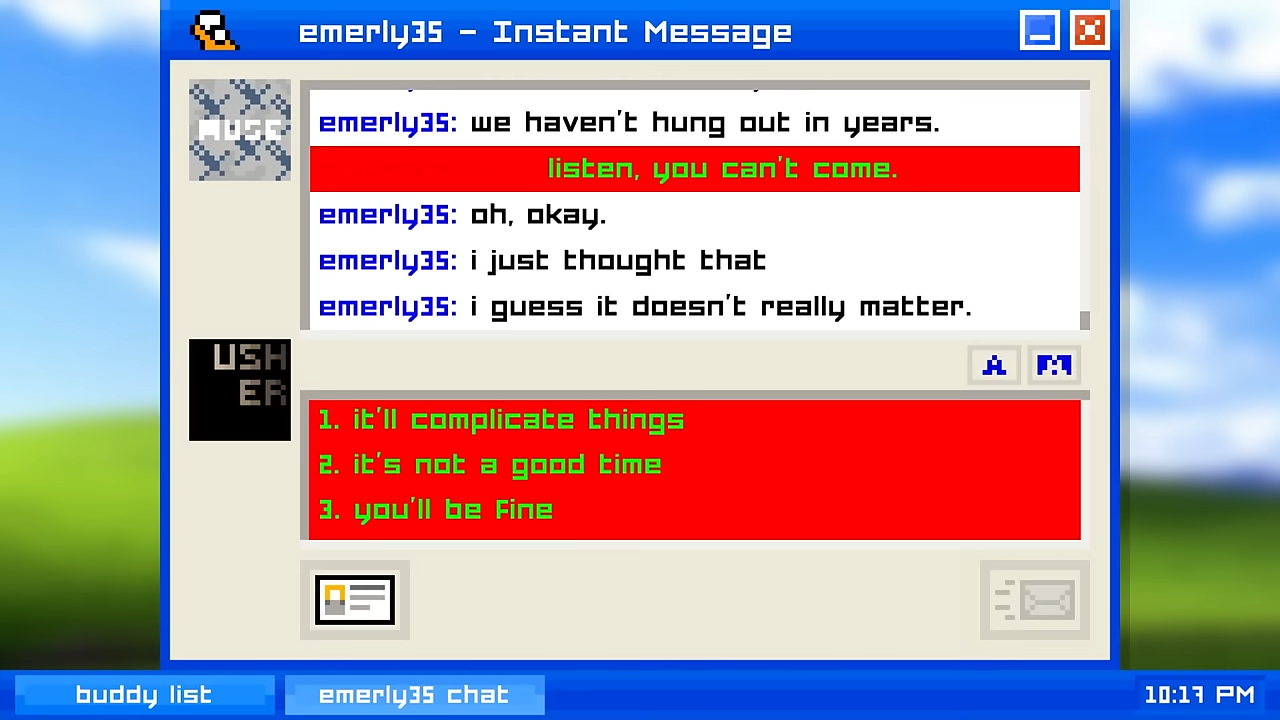 emerly35 - Instant Message
MUSE
emerly35: we haven't hung out in years.
listen, you can't come.
emerly35: oh, okay.
emerly35: i just thought that
emerly35: i guess it doesn't really matter.
USH
ER
A
1. it'll complicate things
2. it's not a good time
3. you'll be fine
buddy list
emerly35 chat
10:17 PM